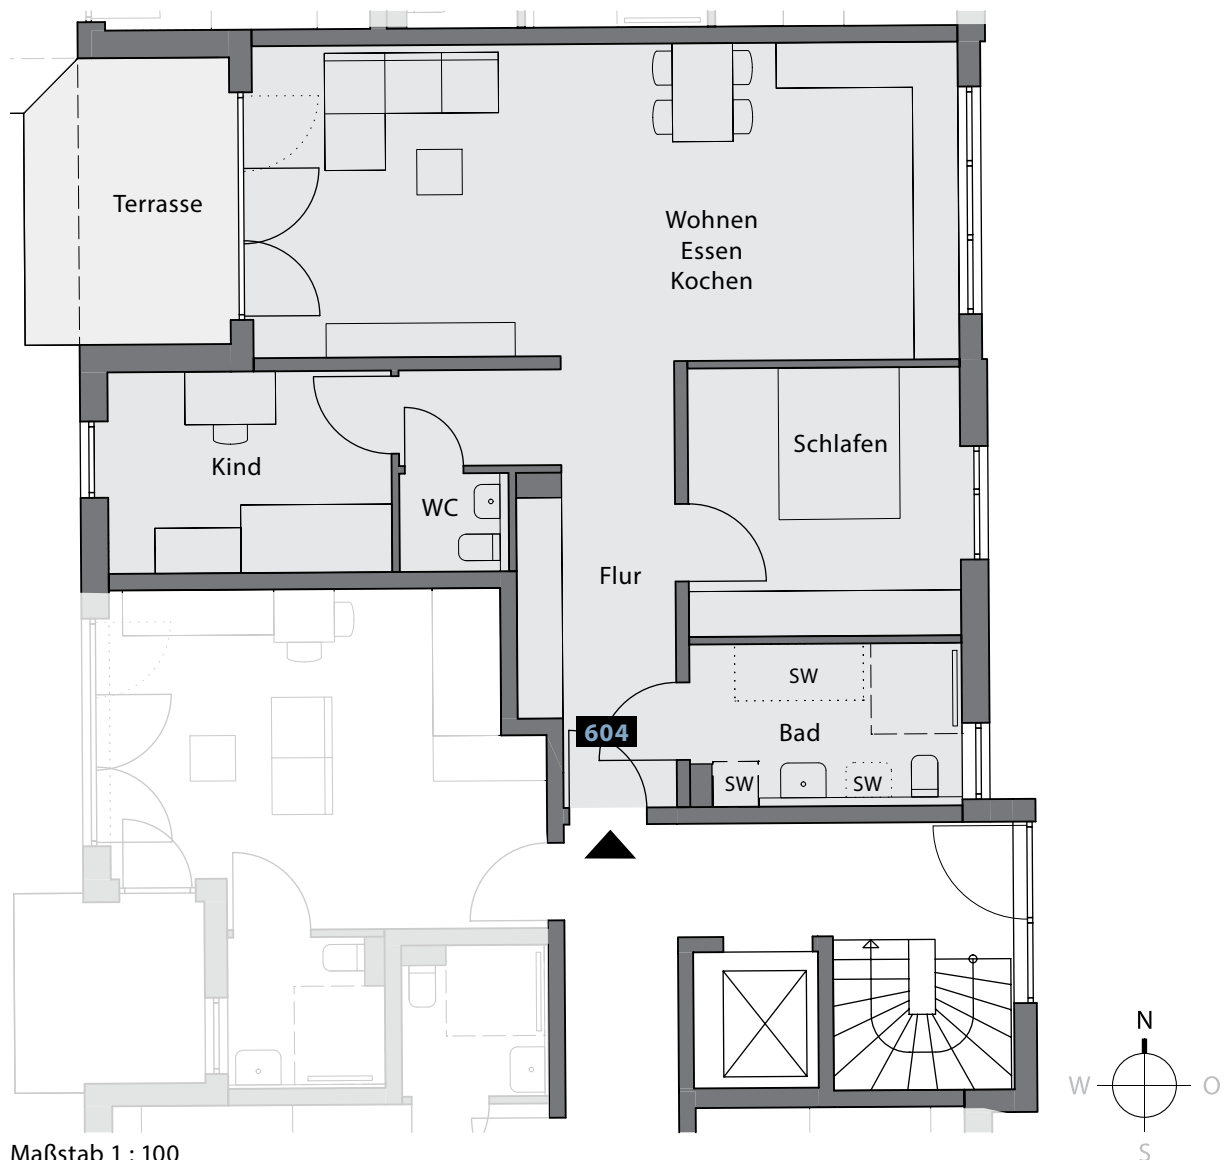 Terrasse
Wohnen
Essen
Kochen
Kind
Schlafen
WC
Flur
SW
604
Bad
SW
SW
N
W
O
S
Maßstab 1 : 100